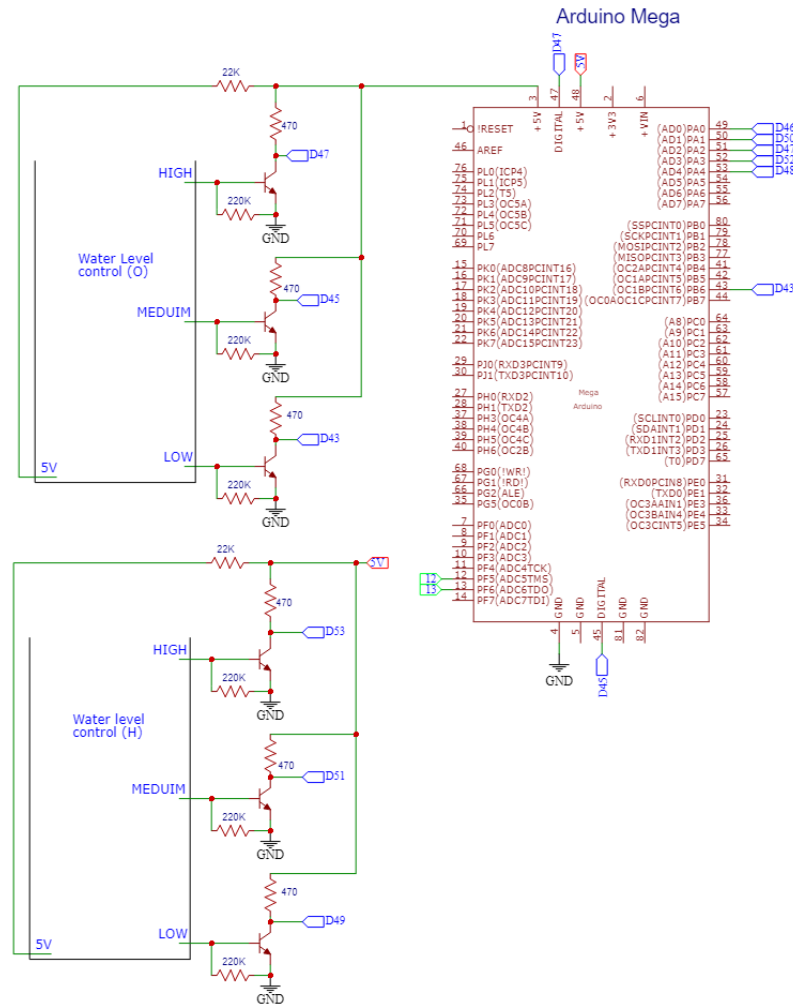 Arduino Mega
22K
470
D47
HIGH
220K
GND
Water Level
control (O)
470
D45
MEDUIM
220K
GND
470
D43
LOW
5V
220K
GND
22K
5V
470
D53
HIGH
220K
GND
Water level
control (H)
470
D51
MEDUIM
220K
GND
470
D49
LOW
5V
220K
GND
D47
5V
3 47 48 2 6
+5V DIGITAL +5V +3V3 +VIN
1 !RESET
46 AREF
76 PL0(ICP4)
75 PL1(ICP5)
74 PL2(T5)
73 PL3(OC5A)
72 PL4(OC5B)
71 PL5(OC5C)
70 PL6
69 PL7
15 PK0(ADC8PCINT16)
16 PK1(ADC9PCINT17)
17 PK2(ADC10PCINT18)
18 PK3(ADC11PCINT19)
19 PK4(ADC12PCINT20)
20 PK5(ADC13PCINT21)
21 PK6(ADC14PCINT22)
22 PK7(ADC15PCINT23)
29 PJ0(RXD3PCINT9)
30 PJ1(TXD3PCINT10)
27 PH0(RXD2)
28 PH1(TXD2)
37 PH3(OC4A)
38 PH4(OC4B)
39 PH5(OC4C)
40 PH6(OC2B)
68 PG0(!WR!)
67 PG1(!RD!)
66 PG2(ALE)
35 PG5(OC0B)
7 PF0(ADC0)
8 PF1(ADC1)
9 PF2(ADC2)
10 PF3(ADC3)
11 PF4(ADC4TCK)
12 12 PF5(ADC5TMS)
13 13 PF6(ADC6TDO)
14 PF7(ADC7TDI)
Mega
Arduino
(AD0)PA0 49 D46
(AD1)PA1 50 D50
(AD2)PA2 51 D47
(AD3)PA3 52 D52
(AD4)PA4 53 D48
(AD5)PA5 54
(AD6)PA6 55
(AD7)PA7 56
(SSPCINT0)PB0 80
(SCKPCINT1)PB1 79
(MOSIPCINT2)PB2 78
(MISOPCINT3)PB3 77
(OC2APCINT4)PB4 41
(OC1APCINT5)PB5 42
(OC1BPCINT6)PB6 43 D43
(OC0AOC1CPCINT7)PB7 44
(A8)PC0 64
(A9)PC1 63
(A10)PC2 62
(A11)PC3 61
(A12)PC4 60
(A13)PC5 59
(A14)PC6 58
(A15)PC7 57
(SCLINT0)PD0 23
(SDAINT1)PD1 24
(RXD1INT2)PD2 25
(TXD1INT3)PD3 26
(T0)PD7 65
(RXD0PCIN8)PE0 31
(TXD0)PE1 32
(OC3AAIN1)PE3 36
(OC3BAIN4)PE4 33
(OC3CINT5)PE5 34
GND GND DIGITAL GND GND
4 5 45 81 82
GND
D45